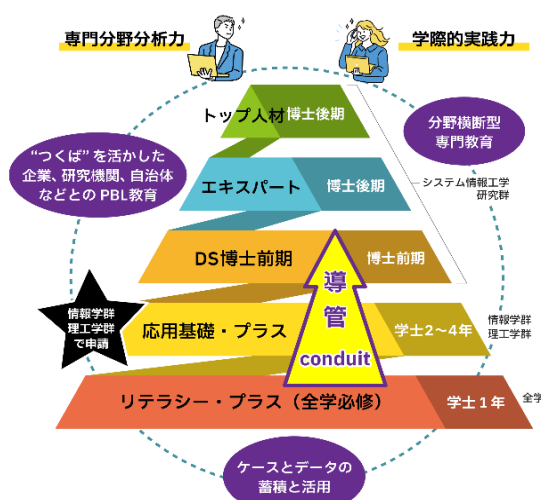 専門分野分析力
学際的実践力
トップ人材
博士後期
分野横断型
専門教育
“つくば”を活かした
企業、研究機関、自治体
などとの PBL教育
エキスパート
博士後期
システム情報工学
研究群
DS博士前期
博士前期
情報学群
理工学群
で申請
導
管
conduit
応用基礎・プラス
学士2~4年
情報学群
理工学群
リテラシー・プラス(全学必修)
学士1年
全学
ケースとデータの
蓄積と活用